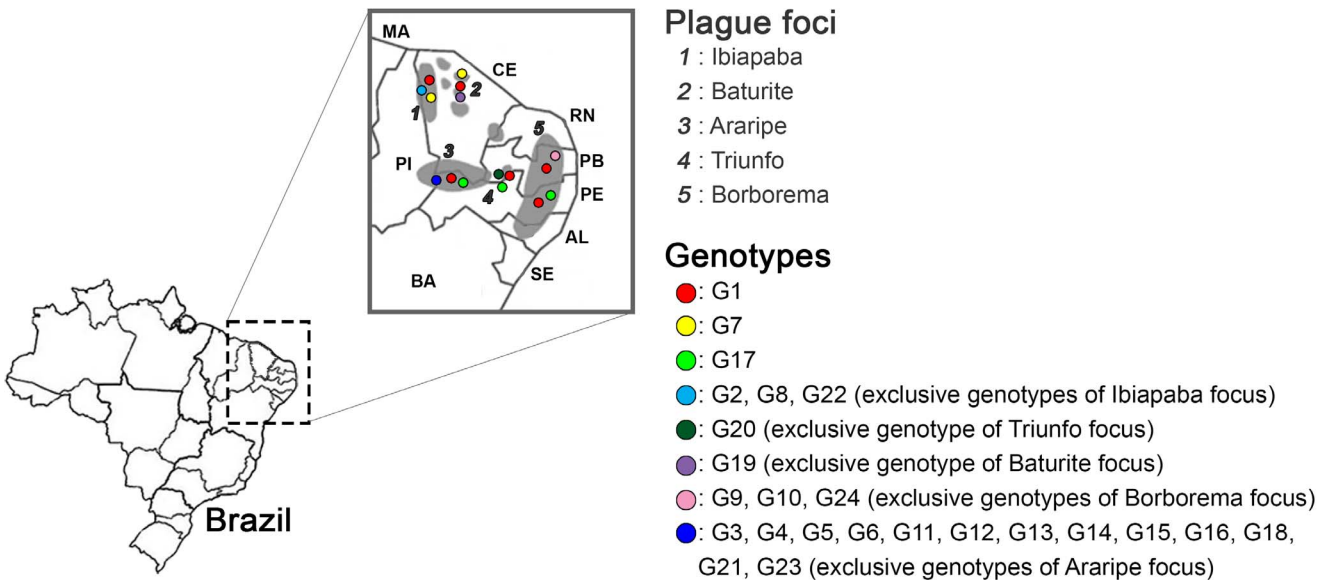 MA
CE
2
1
RN
5
3
PI
PB
4
PE
AL
SE
BA
Brazil
Plague foci
1 : Ibiapaba
2 : Baturite
3 : Araripe
4 : Triunfo
5 : Borborema
Genotypes
: G1
: G7
: G17
: G2, G8, G22 (exclusive genotypes of Ibiapaba focus)
: G20 (exclusive genotype of Triunfo focus)
: G19 (exclusive genotype of Baturite focus)
: G9, G10, G24 (exclusive genotypes of Borborema focus)
: G3, G4, G5, G6, G11, G12, G13, G14, G15, G16, G18,
G21, G23 (exclusive genotypes of Araripe focus)